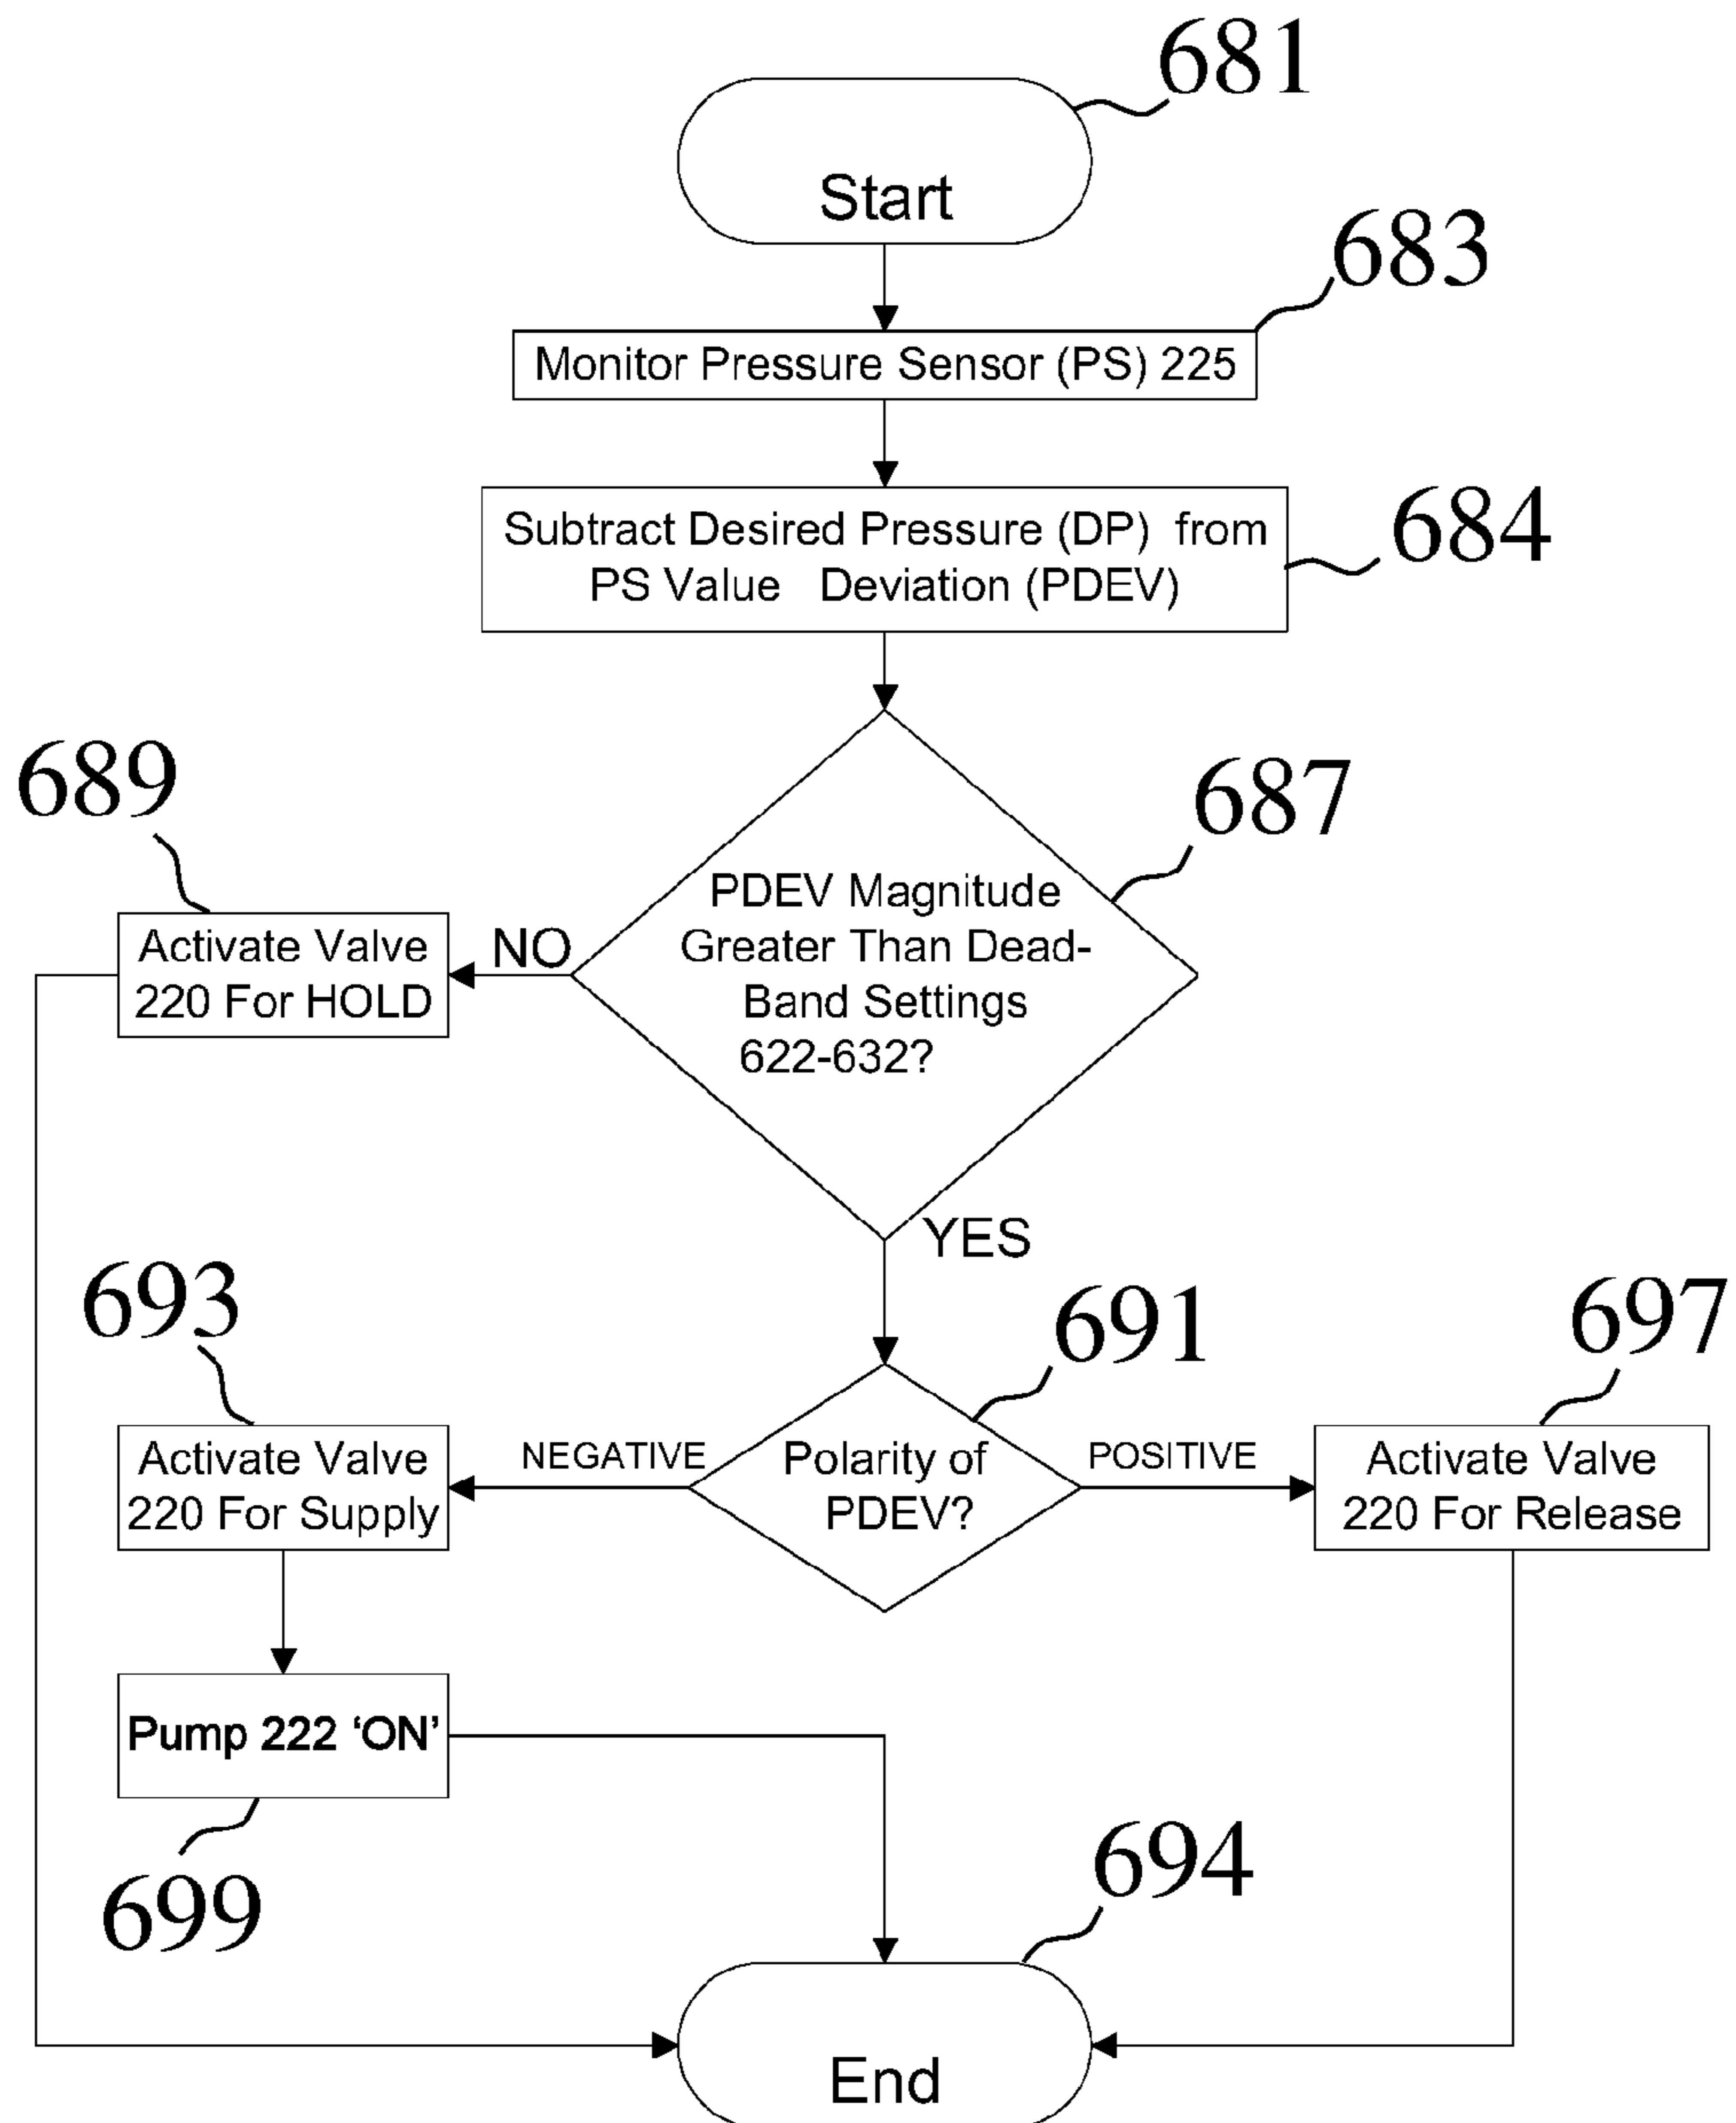 681
Start
683
Monitor Pressure Sensor (PS) 225
Subtract Desired Pressure (DP) from
PS Value Deviation (PDEV)
684
689
687
PDEV Magnitude
Greater Than Dead-
Band Settings
622-632?
NO
Activate Valve
220 For HOLD
YES
693
691
697
Activate Valve
220 For Supply
NEGATIVE
Polarity of
PDEV?
POSITIVE
Activate Valve
220 For Release
Pump 222 ‘ON’
699
694
End